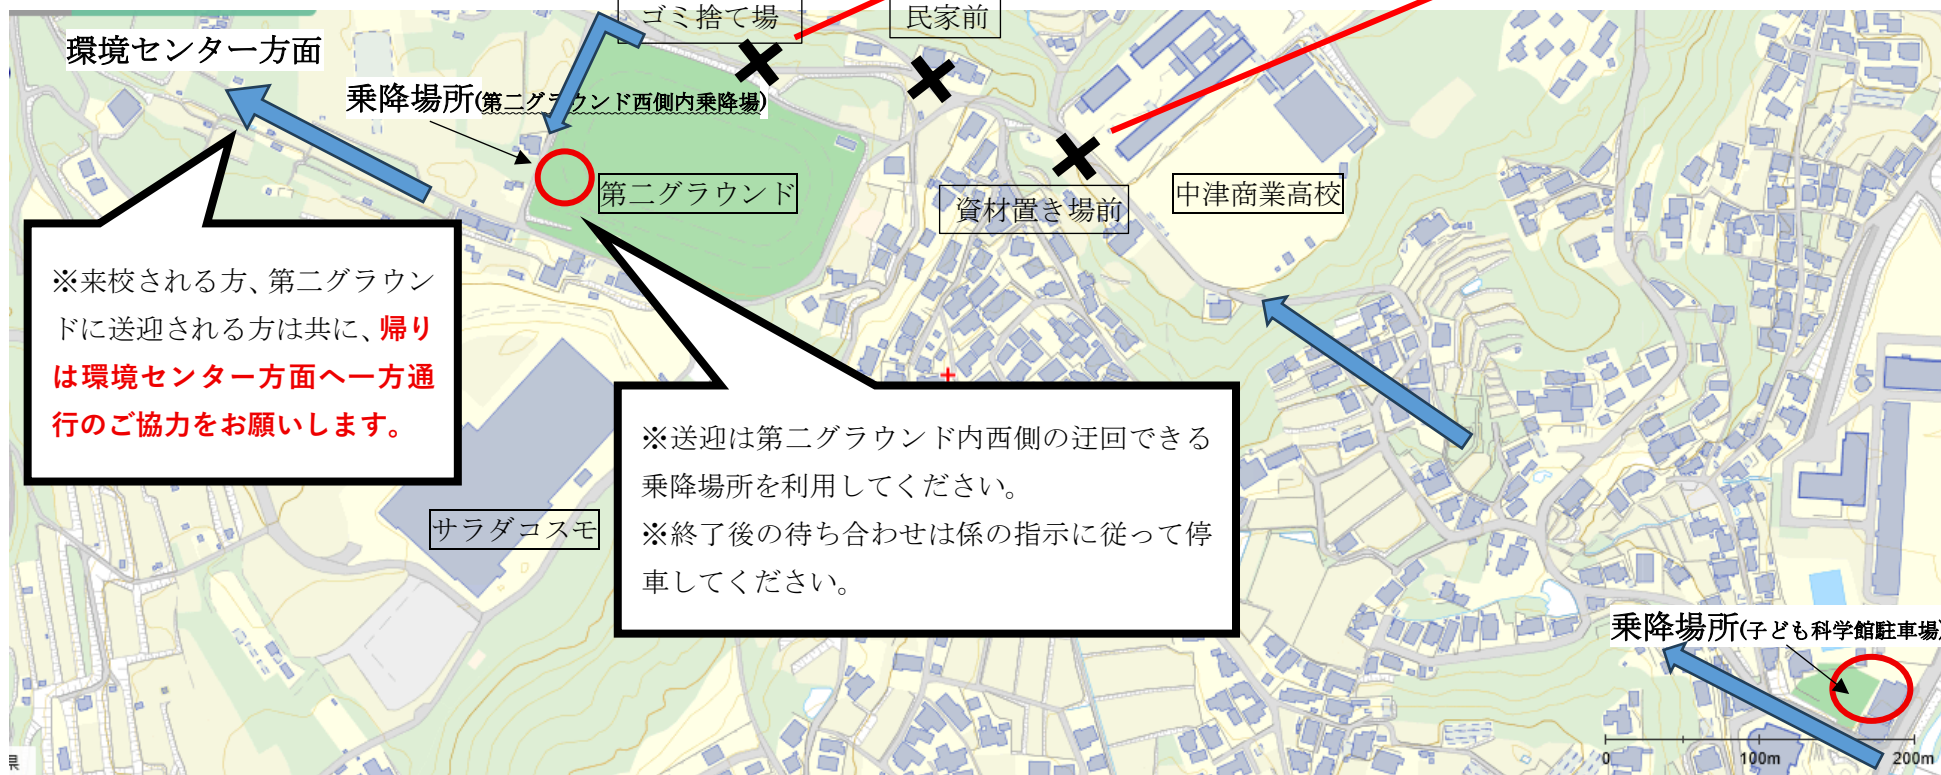 ゴミ捨て場
民家前
環境センター方面
乗降場所(第二グラウンド西側内乗降場)
第二グラウンド
資材置き場前
中津商業高校
※来校される方、第二グラウン
ドに送迎される方は共に、帰り
は環境センター方面へ一方通
行のご協力をお願いします。
※送迎は第二グラウンド内西側の迂回できる
乗降場所を利用してください。
※終了後の待ち合わせは係の指示に従って停
車してください。
サラダコスモ
乗降場所(子ども科学館駐車場)
0 100m 200m
県